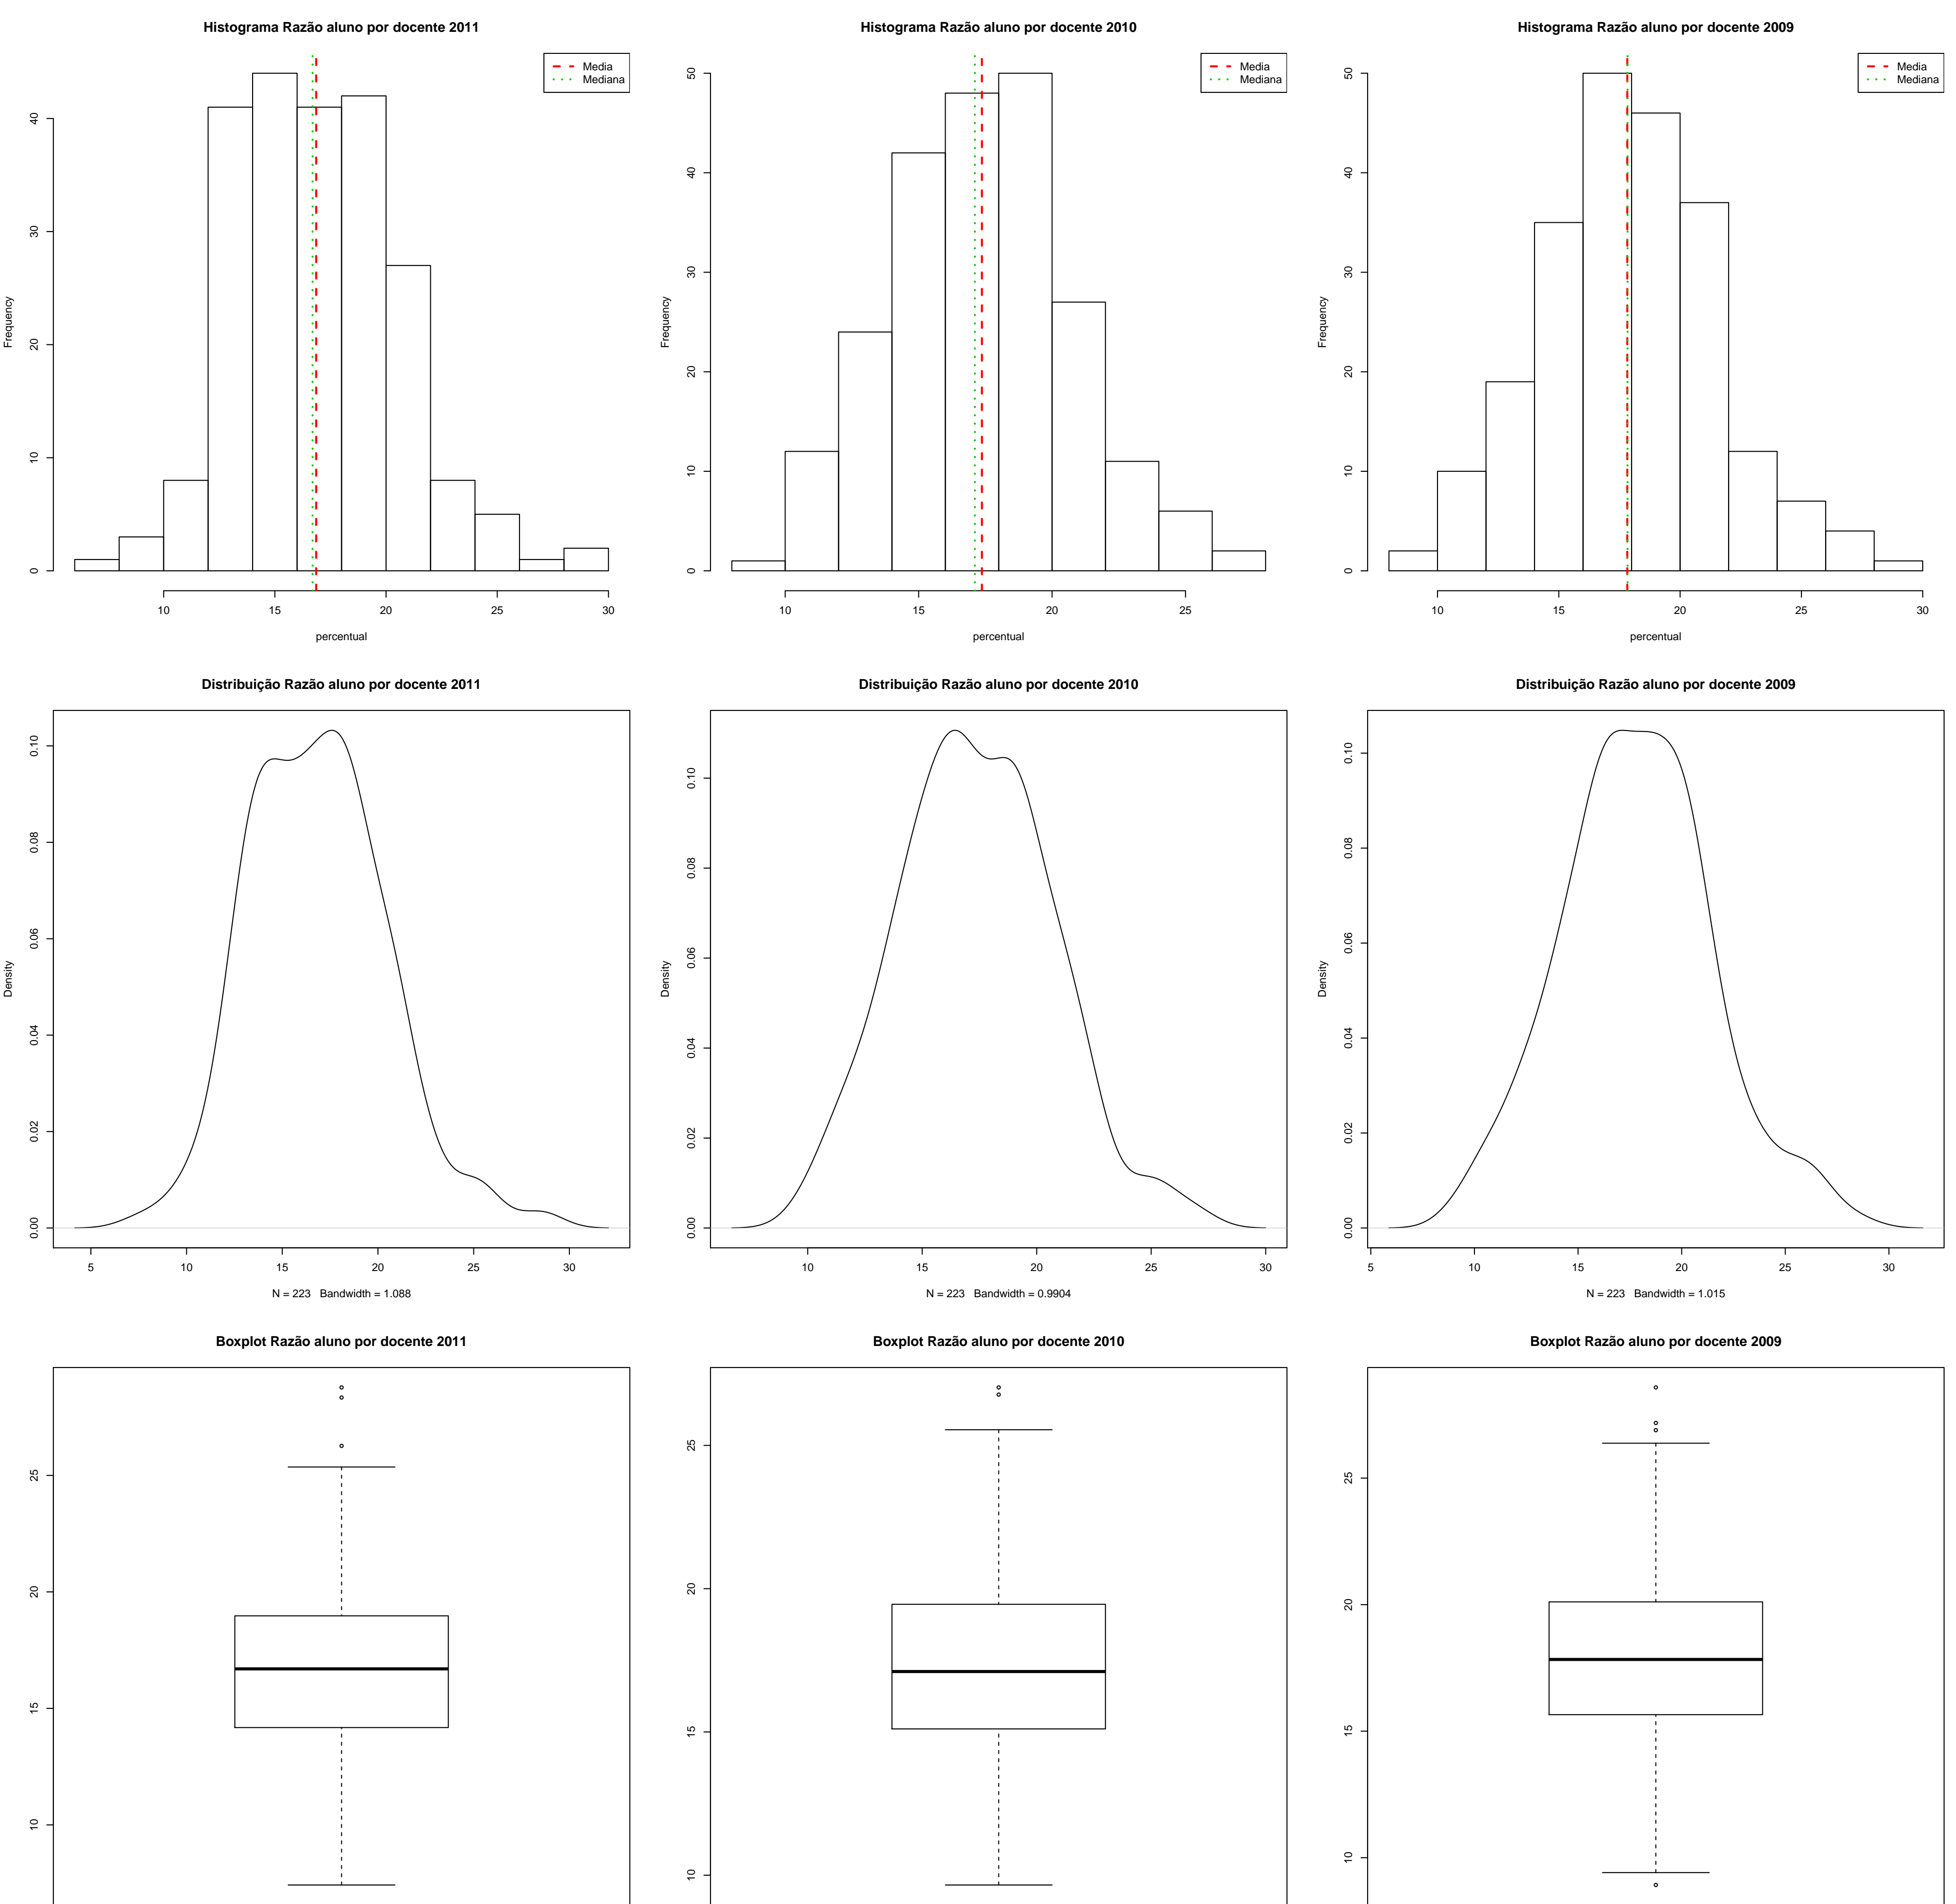 Histograma Razão aluno por docente 2011
Media
Mediana
Frequency
0
10
20
30
40
10 15 20 25 30
percentual
Histograma Razão aluno por docente 2010
Media
Mediana
Frequency
0
10
20
30
40
50
10 15 20 25
percentual
Histograma Razão aluno por docente 2009
Media
Mediana
Frequency
0
10
20
30
40
50
10 15 20 25 30
percentual
Distribuição Razão aluno por docente 2011
Density
0.00
0.02
0.04
0.06
0.08
0.10
5 10 15 20 25 30
N = 223 Bandwidth = 1.088
Distribuição Razão aluno por docente 2010
Density
0.00
0.02
0.04
0.06
0.08
0.10
10 15 20 25 30
N = 223 Bandwidth = 0.9904
Distribuição Razão aluno por docente 2009
Density
0.00
0.02
0.04
0.06
0.08
0.10
5 10 15 20 25 30
N = 223 Bandwidth = 1.015
Boxplot Razão aluno por docente 2011
10
15
20
25
Boxplot Razão aluno por docente 2010
10
15
20
25
Boxplot Razão aluno por docente 2009
10
15
20
25